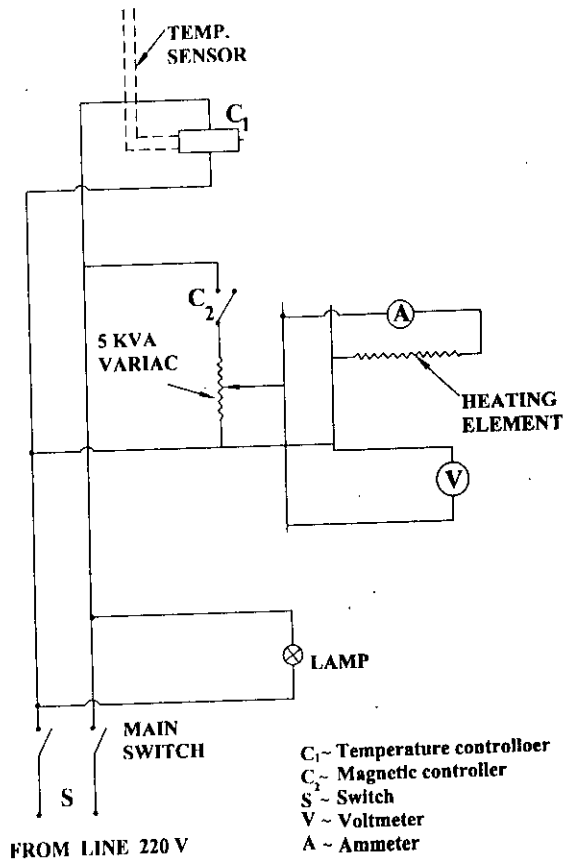 TEMP.
SENSOR
C1
C2
5 KVA
VARIAC
A
HEATING
ELEMENT
V
LAMP
MAIN
SWITCH
S
FROM LINE 220 V
C1~ Temperature controlloer
C2~ Magnetic controller
S ~ Switch
V ~ Voltmeter
A ~ Ammeter